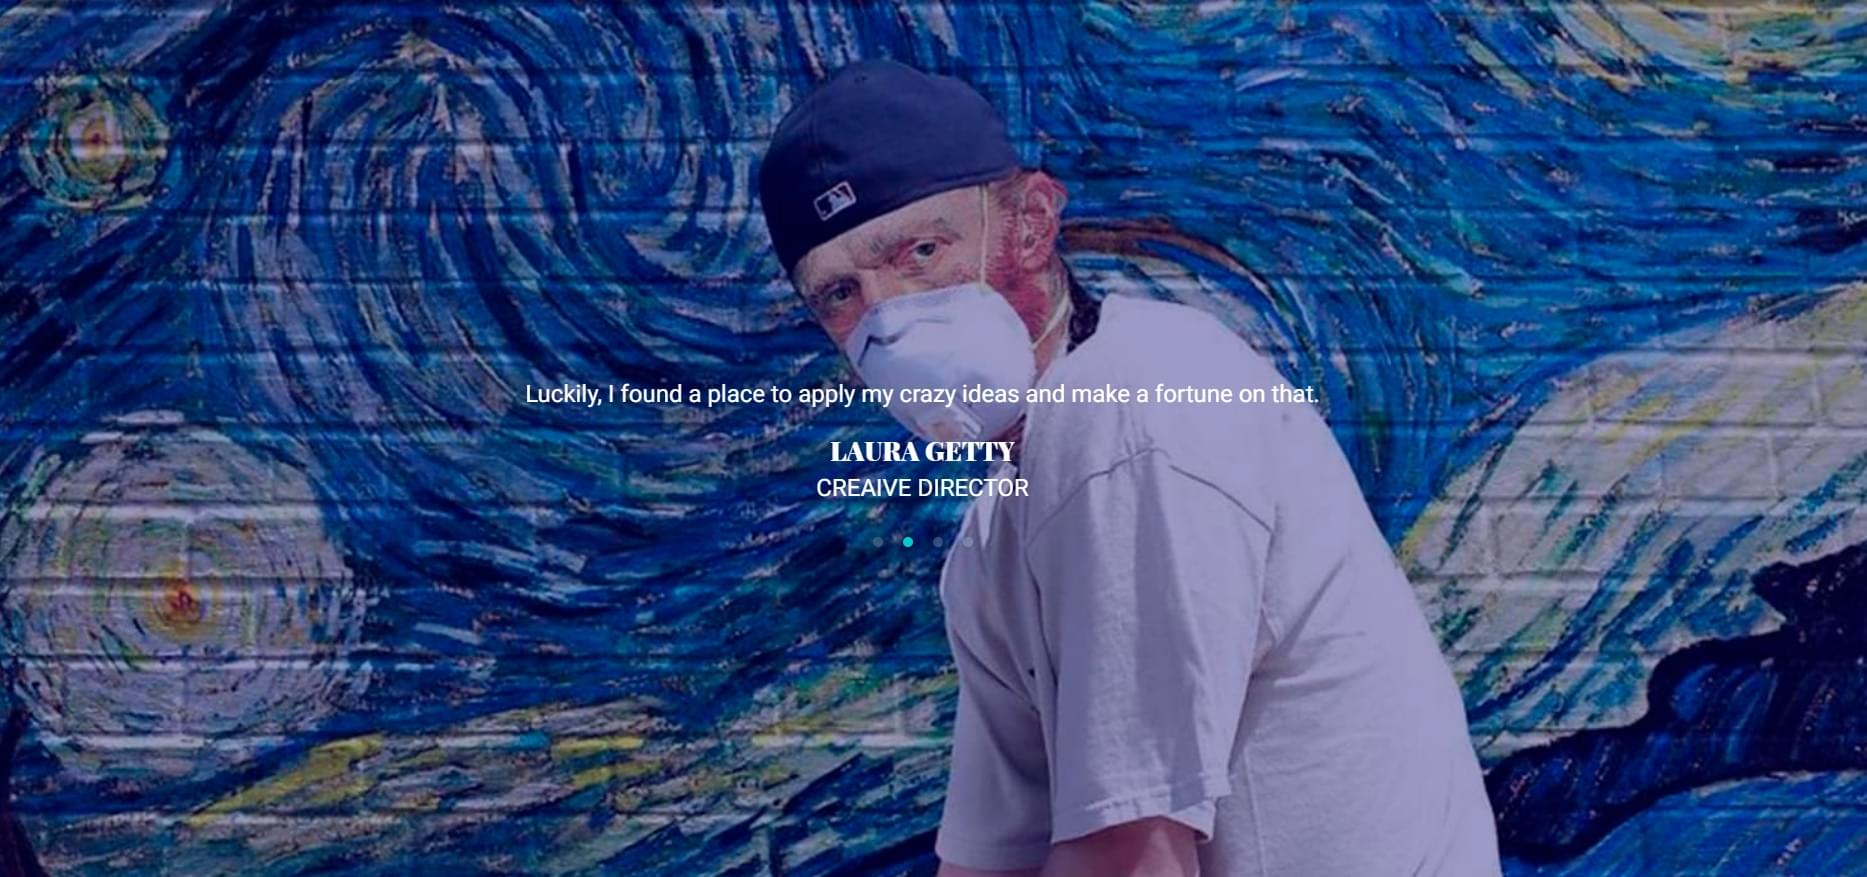 Luckily, I found a place to apply my crazy ideas and make a fortune on that.
LAURA GETTY
CREAIVE DIRECTOR